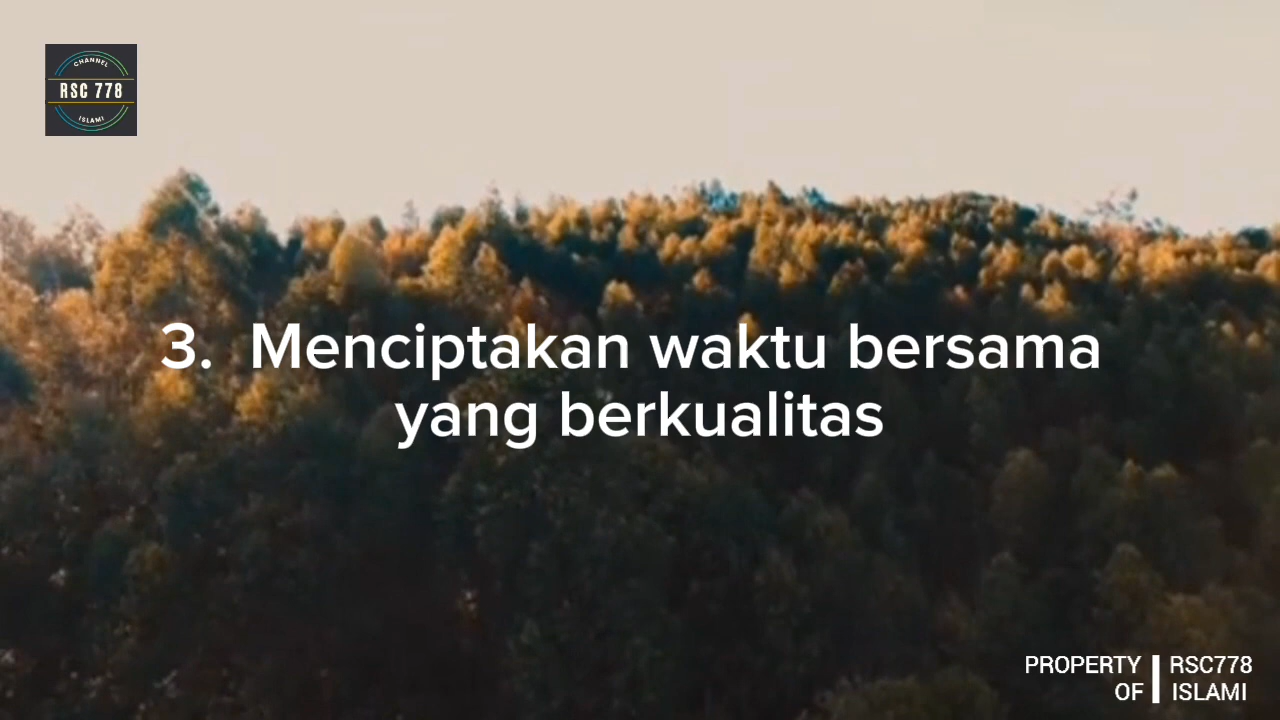 CHANNEL
RSC 778
ISLAMI
3. Menciptakan waktu bersama
yang berkualitas
PROPERTY | RSC778
OF | ISLAMI